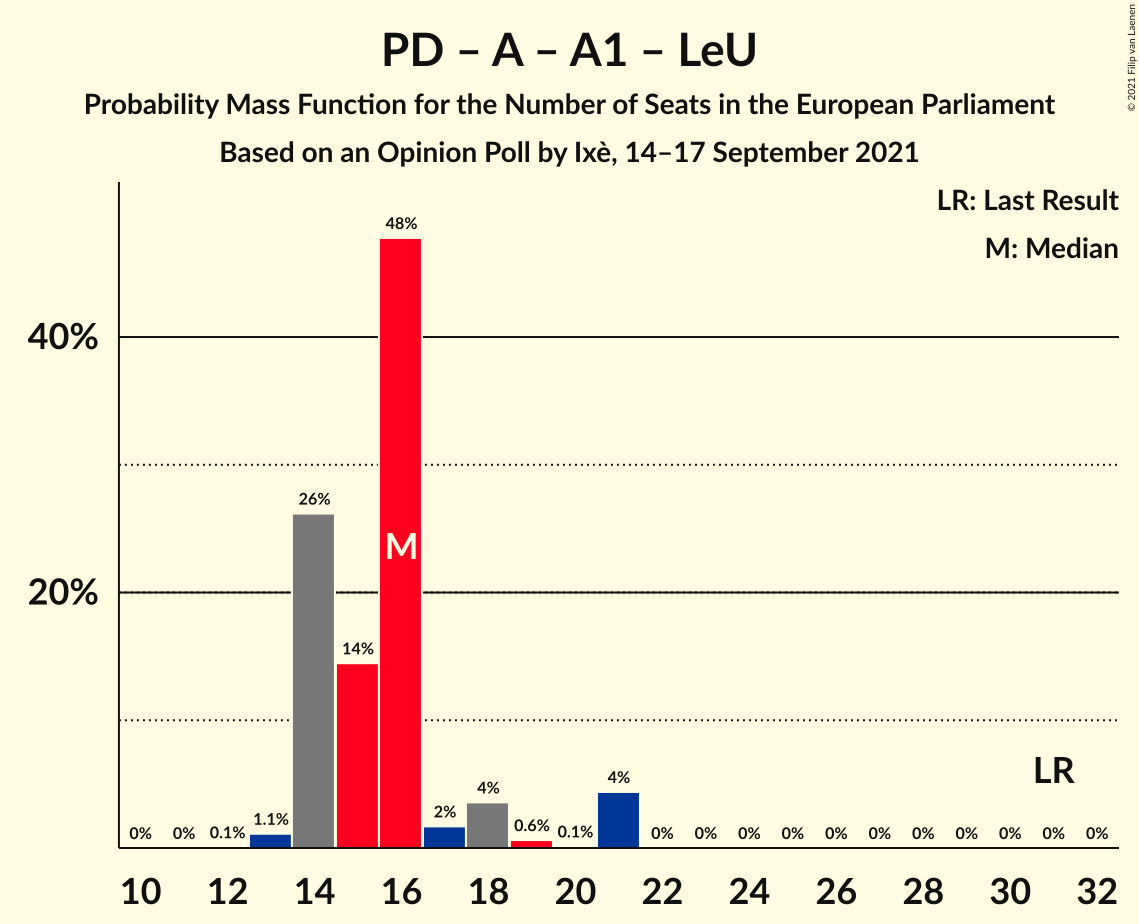 PD – A – A1 – LeU
Probability Mass Function for the Number of Seats in the European Parliament
Based on an Opinion Poll by Ixè, 14–17 September 2021
© 2021 Filip van Laenen
LR: Last Result
M: Median
48%
40%
26%
M
20%
14%
LR
0% 0% 0.1% 1.1% 2% 4% 0.6% 0.1% 4% 0% 0% 0% 0% 0% 0% 0% 0% 0% 0% 0%
10 12 14 16 18 20 22 24 26 28 30 32